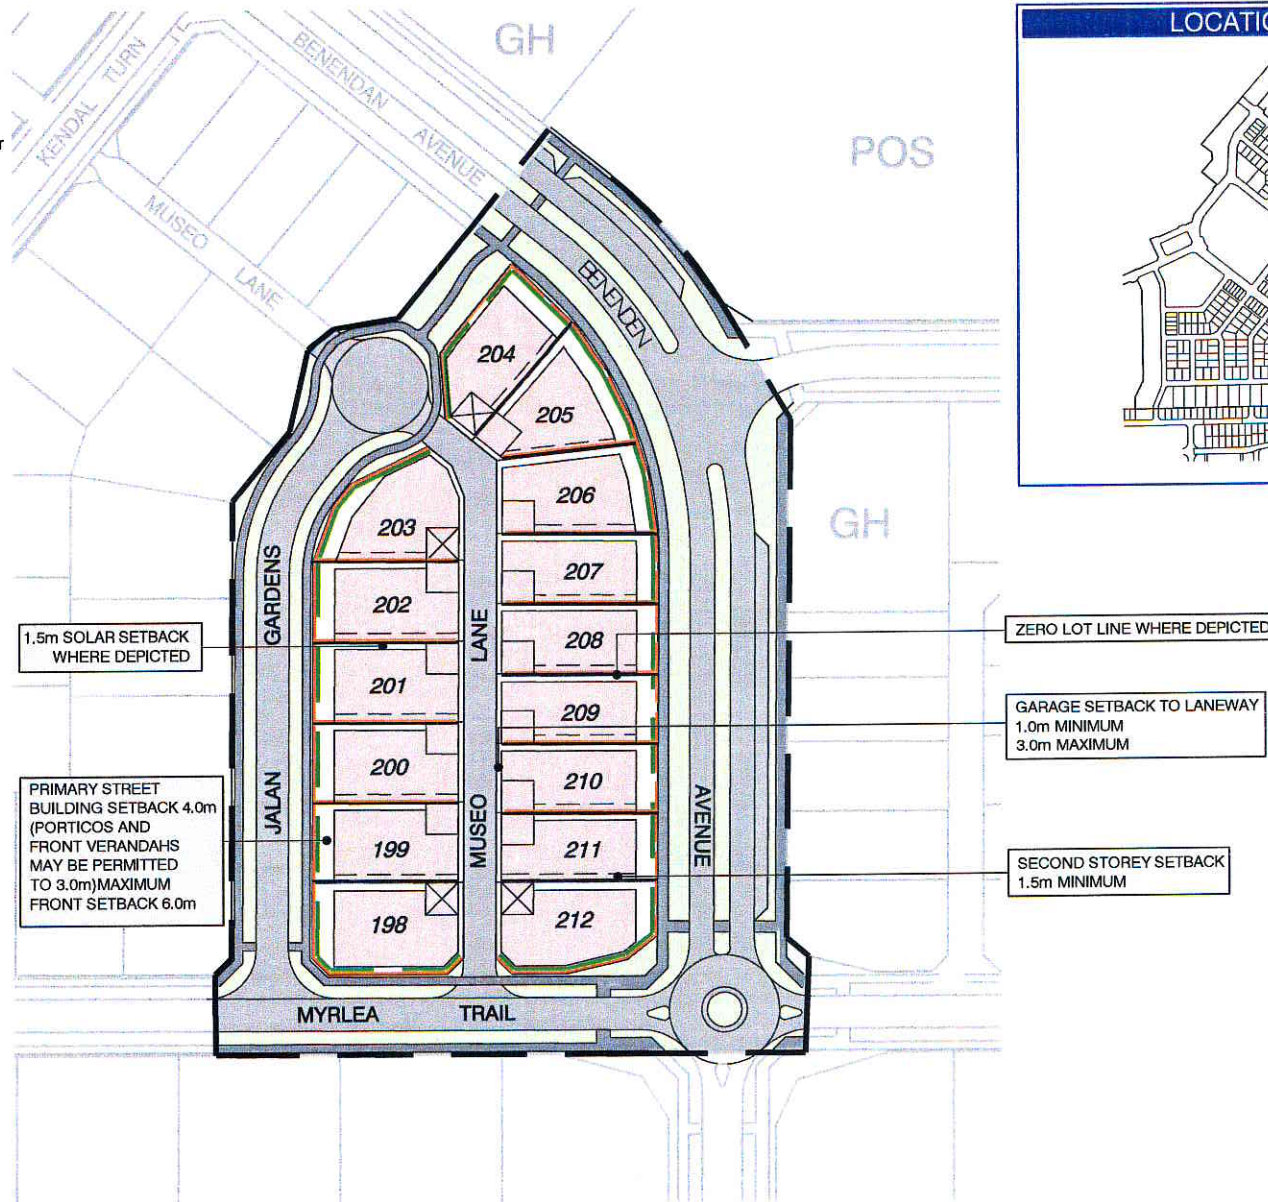 GH
LOCATIO
KENDAL TURN
BENENDAN
AVENUE
POS
MUSEO
LANE
BENENDEN
204
205
206
GH
203
207
202
GARDENS
LANE
208
1.5m SOLAR SETBACK
WHERE DEPICTED
ZERO LOT LINE WHERE DEPICTED
201
209
GARAGE SETBACK TO LANEWAY
1.0m MINIMUM
3.0m MAXIMUM
200
210
PRIMARY STREET
BUILDING SETBACK 4.0m
(PORTICOS AND
FRONT VERANDAHS
MAY BE PERMITTED
TO 3.0m)MAXIMUM
FRONT SETBACK 6.0m
JALAN
MUSEO
AVENUE
199
211
SECOND STOREY SETBACK
1.5m MINIMUM
198
212
MYRLEA TRAIL